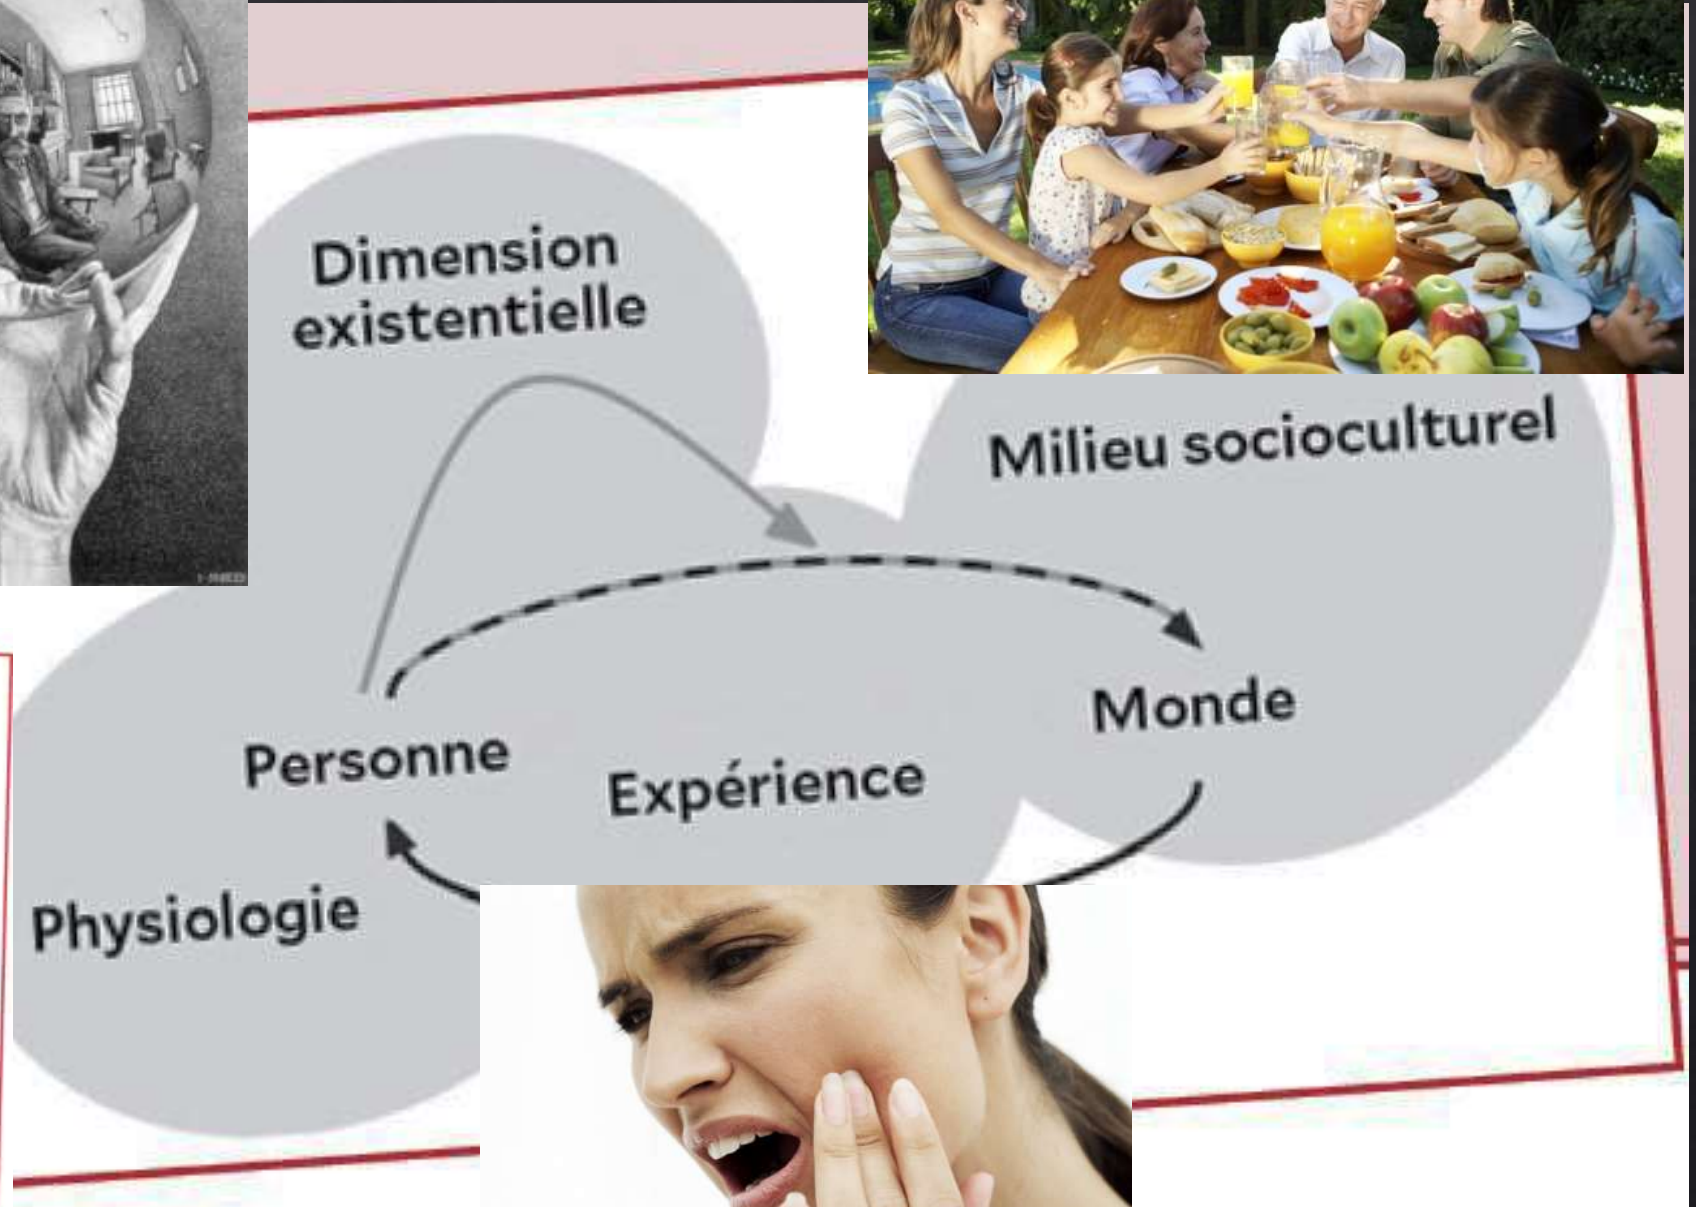 Dimension
existentielle
Milieu socioculturel
Monde
Personne
Expérience
Physiologie